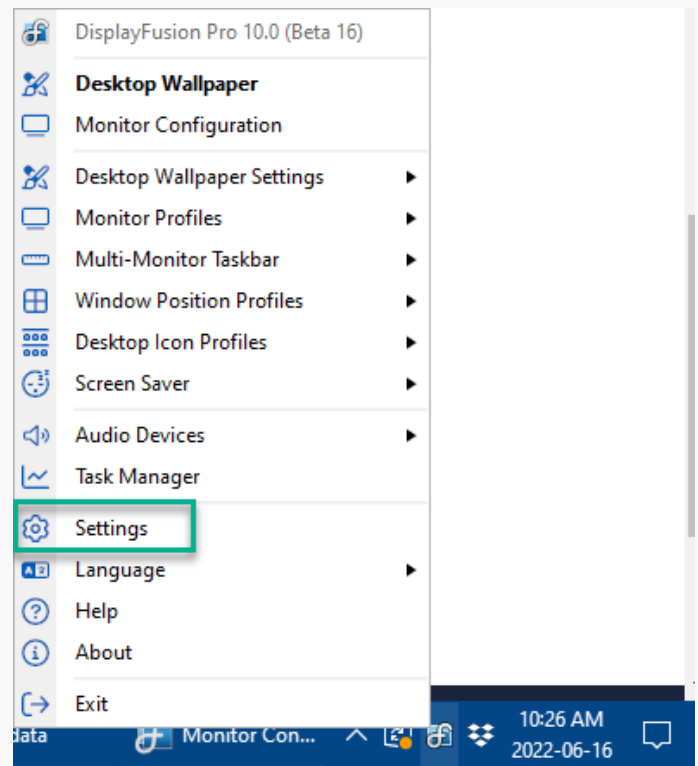 DisplayFusion Pro 10.0 (Beta 16)
Desktop Wallpaper
Monitor Configuration
Desktop Wallpaper Settings
Monitor Profiles
Multi-Monitor Taskbar
Window Position Profiles
Desktop Icon Profiles
Screen Saver
Audio Devices
Task Manager
Settings
Language
Help
About
Exit
data
Monitor Con...
10:26 AM
2022-06-16